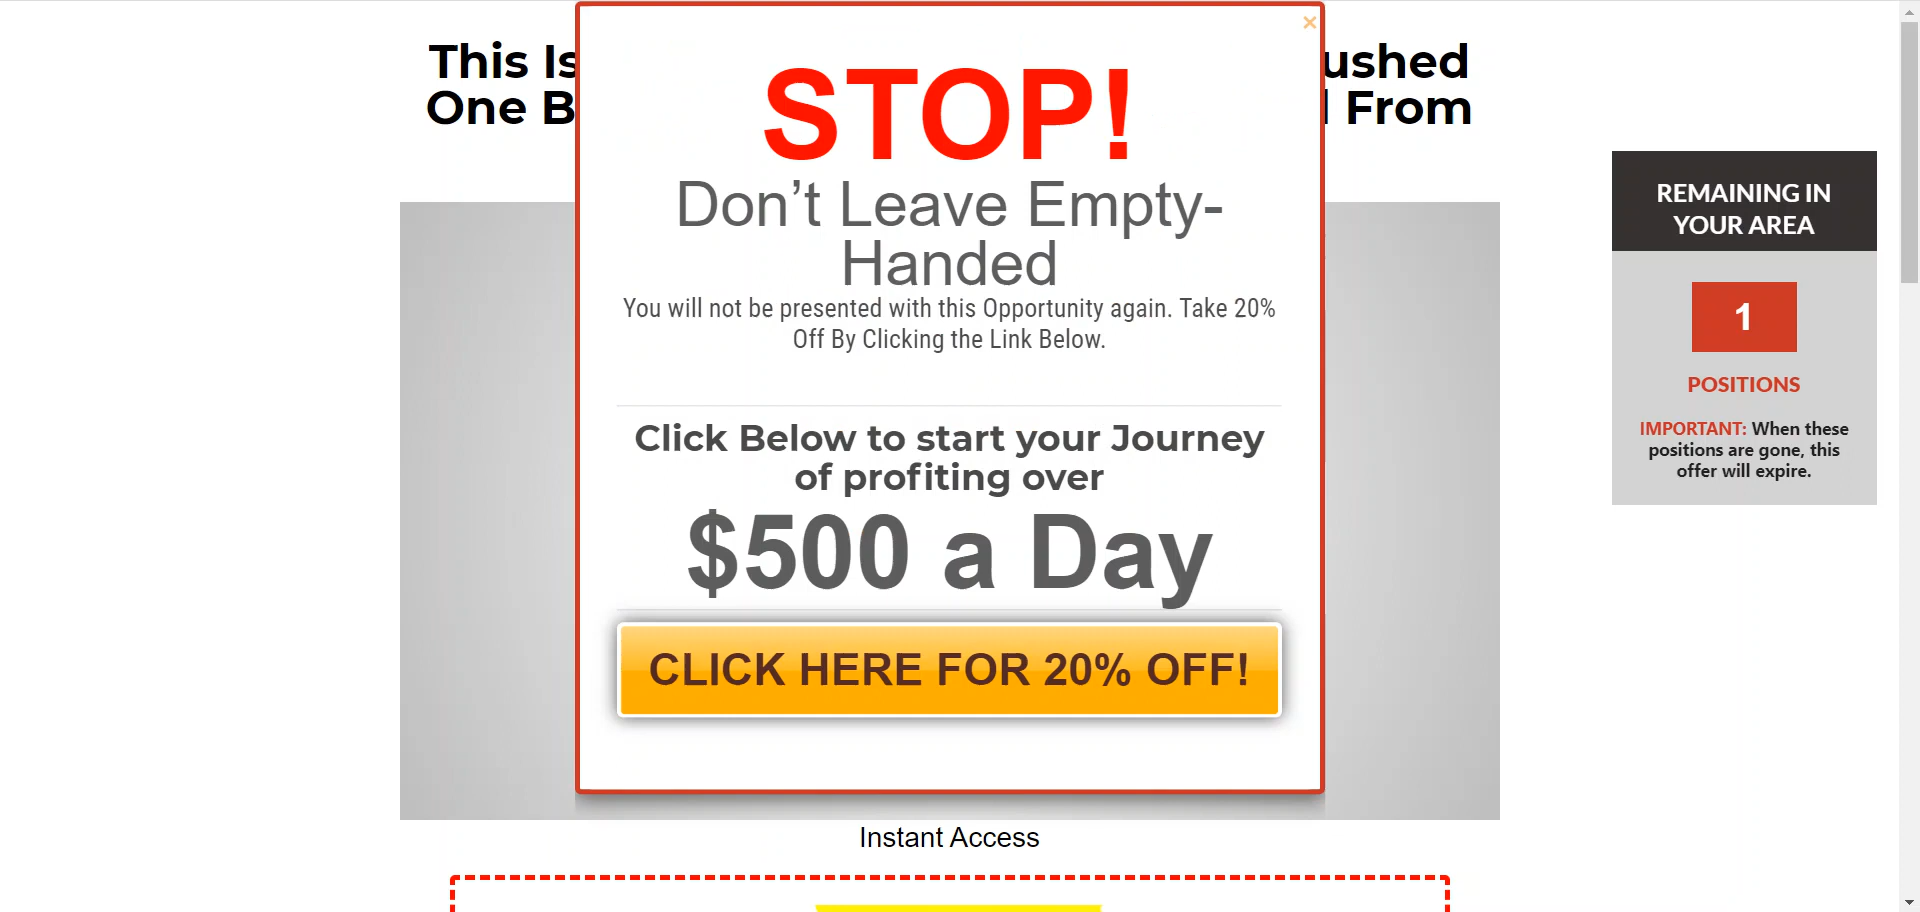 This Is
ushed
One B
From
×
STOP!
Don’t Leave Empty-
Handed
You will not be presented with this Opportunity again. Take 20%
Off By Clicking the Link Below.
Click Below to start your Journey
of profiting over
$500 a Day
CLICK HERE FOR 20% OFF!
REMAINING IN
YOUR AREA
1
POSITIONS
IMPORTANT: When these
positions are gone, this
offer will expire.
Instant Access